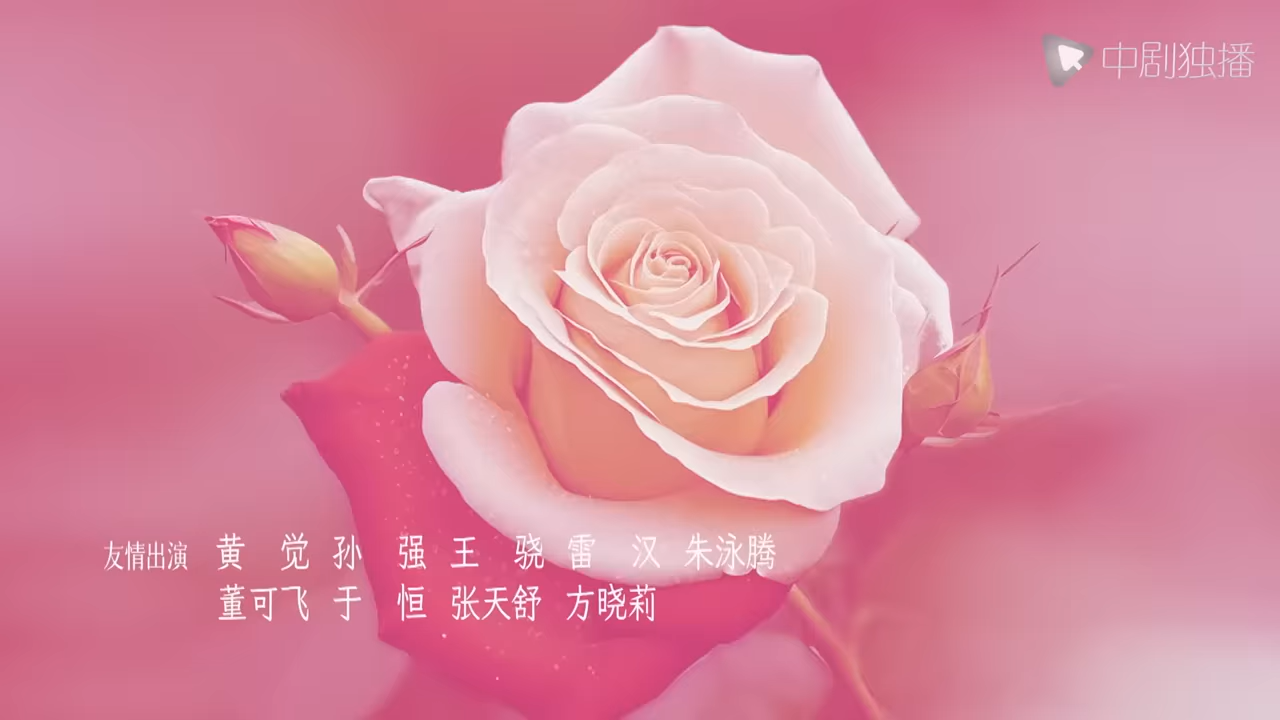 中剧独播
友情出演 黄 觉 孙 强 王 骁 雷 汉 朱泳腾
董可飞 于 恒 张天舒 方晓莉